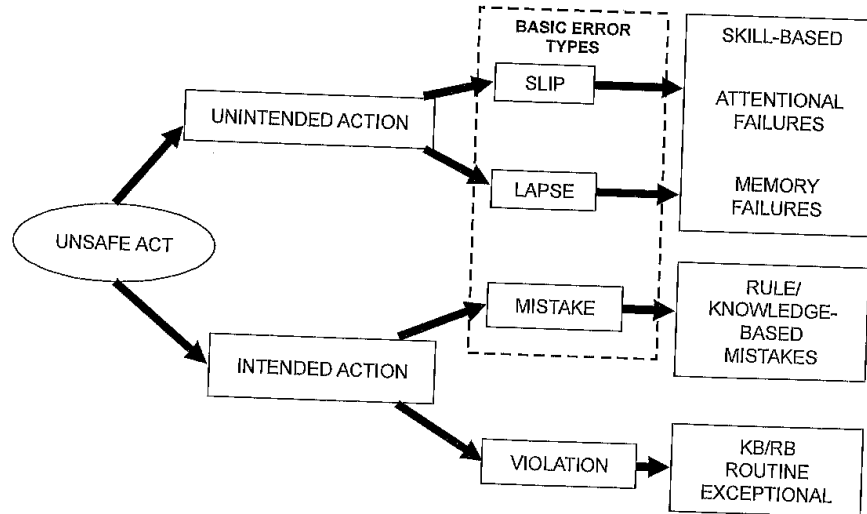 BASIC ERROR
TYPES
SKILL-BASED
SLIP
ATTENTIONAL
FAILURES
UNINTENDED ACTION
LAPSE
MEMORY
FAILURES
UNSAFE ACT
MISTAKE
RULE/
KNOWLEDGE-
BASED
MISTAKES
INTENDED ACTION
VIOLATION
KB/RB
ROUTINE
EXCEPTIONAL